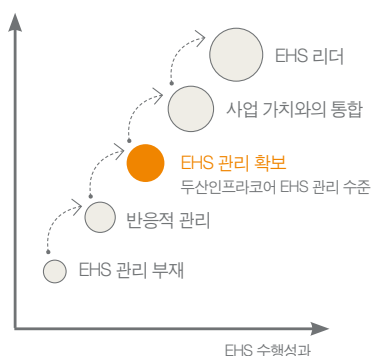 EHS 리더
사업 가치와의 통합
EHS 관리 확보
두산인프라코어 EHS 관리 수준
반응적 관리
EHS 관리 부재
EHS 수행성과